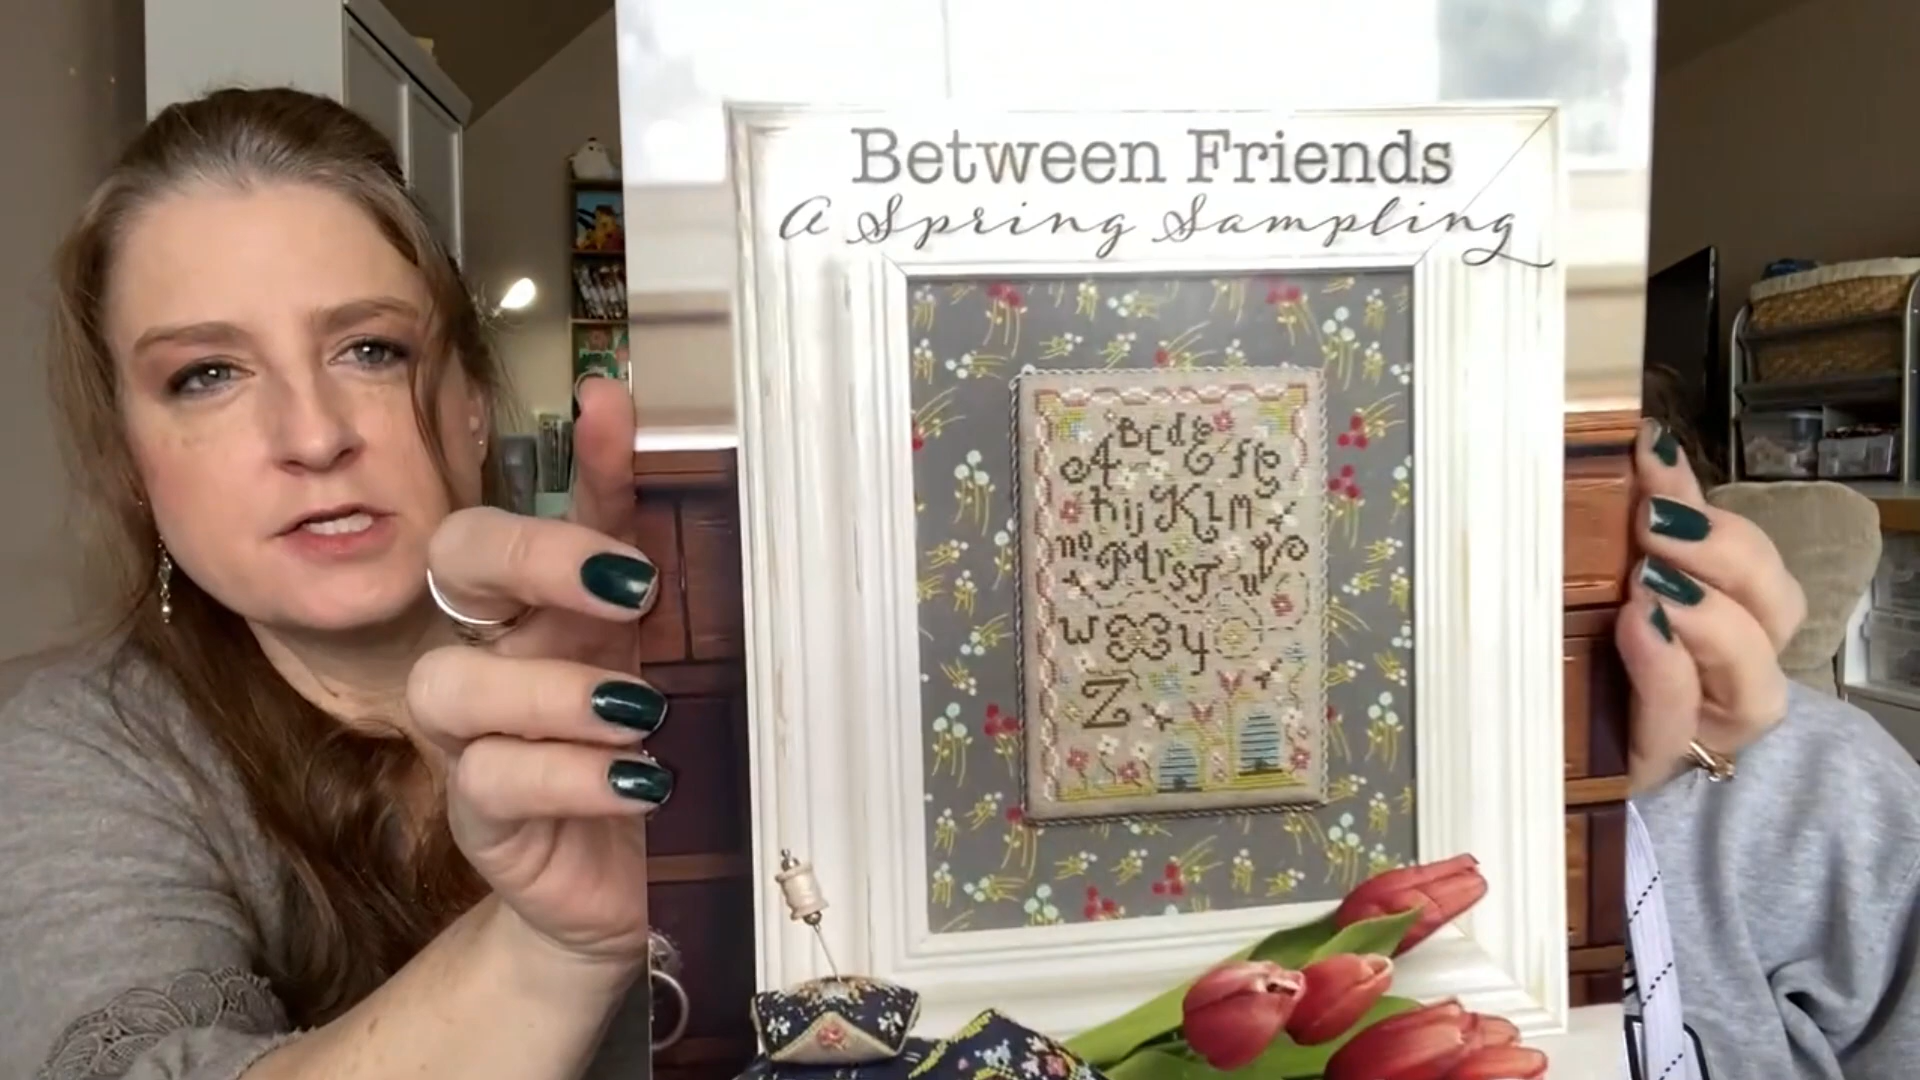 Between Friends
A Spring Sampling
A B c d E f G
h i j K L m
n o P q r s T u V
w X y
Z